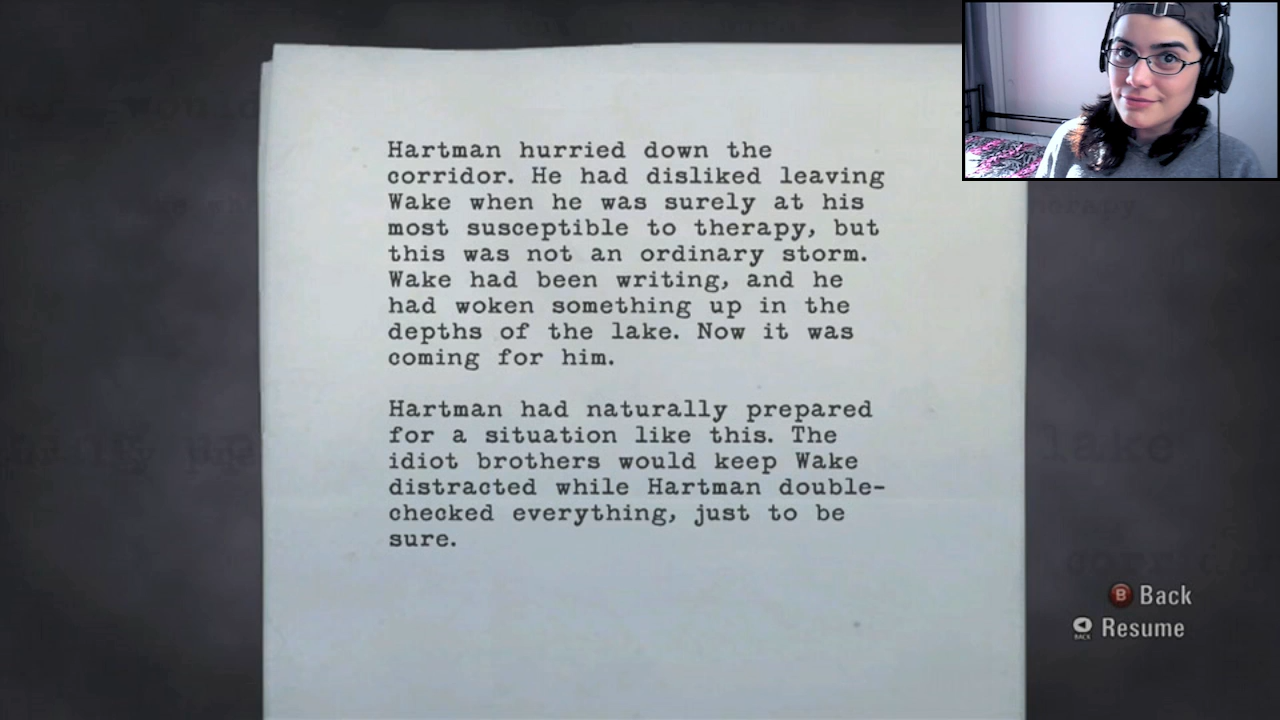 Hartman hurried down the
corridor. He had disliked leaving
Wake when he was surely at his
most susceptible to therapy, but
this was not an ordinary storm.
Wake had been writing, and he
had woken something up in the
depths of the lake. Now it was
coming for him.
Hartman had naturally prepared
for a situation like this. The
idiot brothers would keep Wake
distracted while Hartman double-
checked everything, just to be
sure.
B Back
BACK Resume